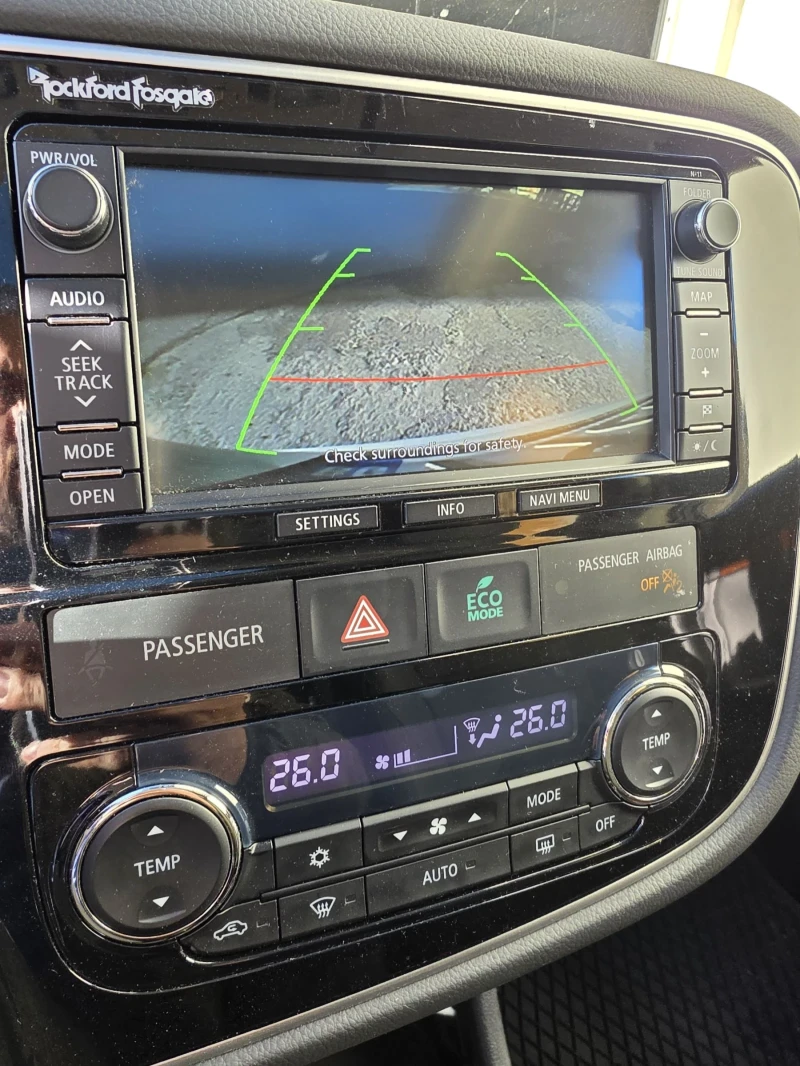 Rockford Fosgate
PWR/VOL
AUDIO
SEEK
TRACK
MODE
OPEN
FOLDER
TUNE SOUND
MAP
ZOOM
Check surroundings for safety.
SETTINGS
INFO
NAVI MENU
PASSENGER
ECO
MODE
PASSENGER AIRBAG
OFF
26.0
26.0
TEMP
TEMP
MODE
AUTO
OFF